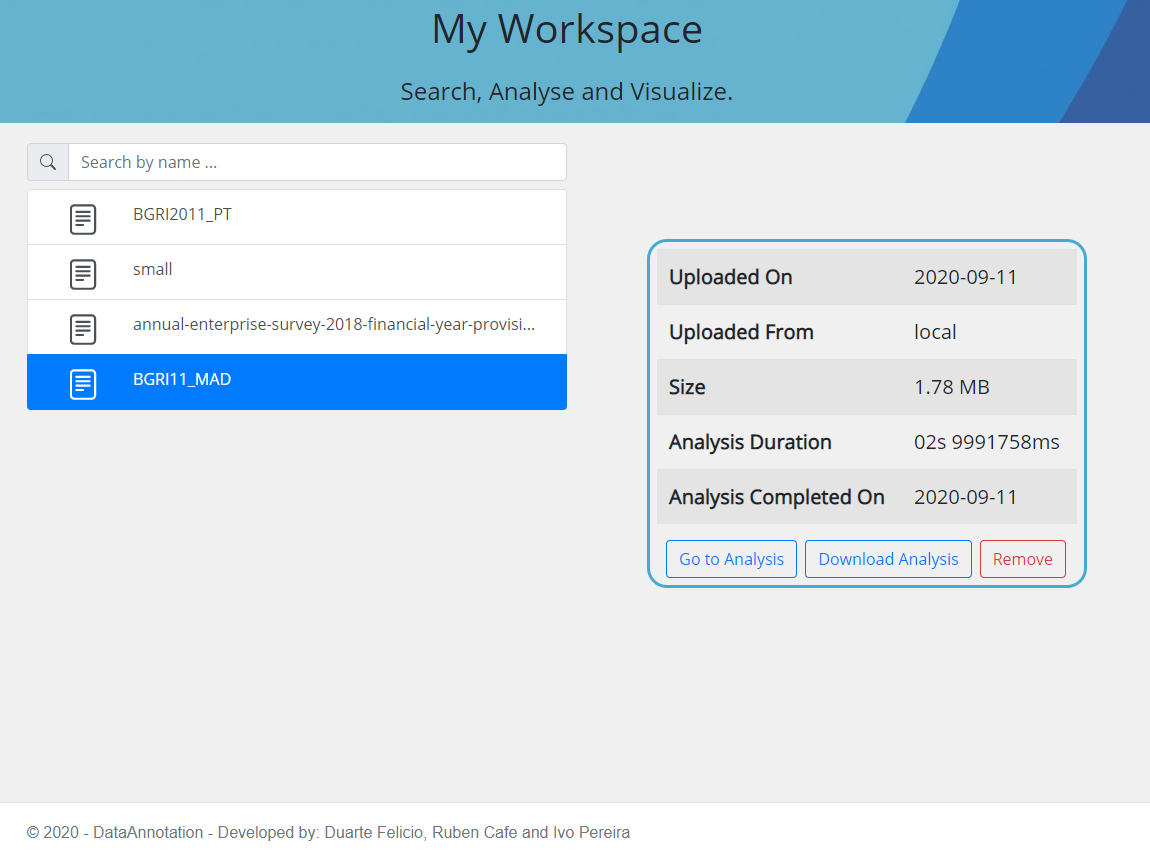 My Workspace
Search, Analyse and Visualize.
Search by name ...
BGRI2011_PT
small
annual-enterprise-survey-2018-financial-year-provisi...
BGRI11_MAD
Uploaded On 2020-09-11
Uploaded From local
Size 1.78 MB
Analysis Duration 02s 9991758ms
Analysis Completed On 2020-09-11
Go to Analysis Download Analysis Remove
© 2020 - DataAnnotation - Developed by: Duarte Felicio, Ruben Cafe and Ivo Pereira